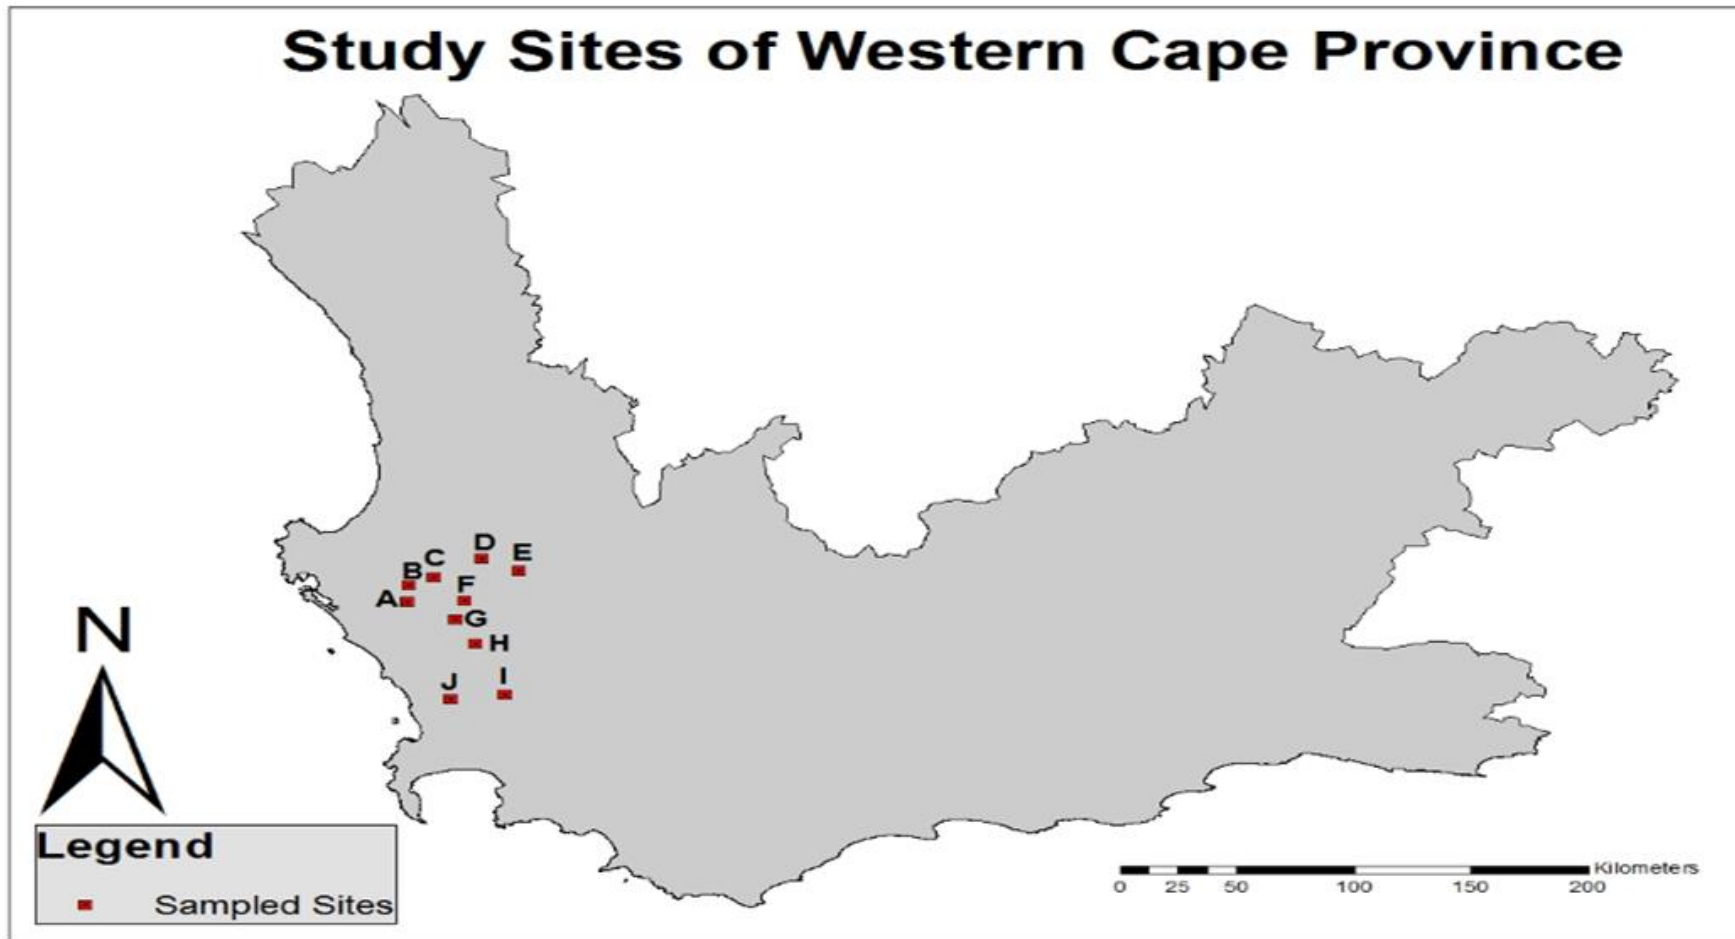 Study Sites of Western Cape Province
D
E
C
B
F
A
G
H
I
J
N
Legend
Sampled Sites
Kilometers
0 25 50 100 150 200